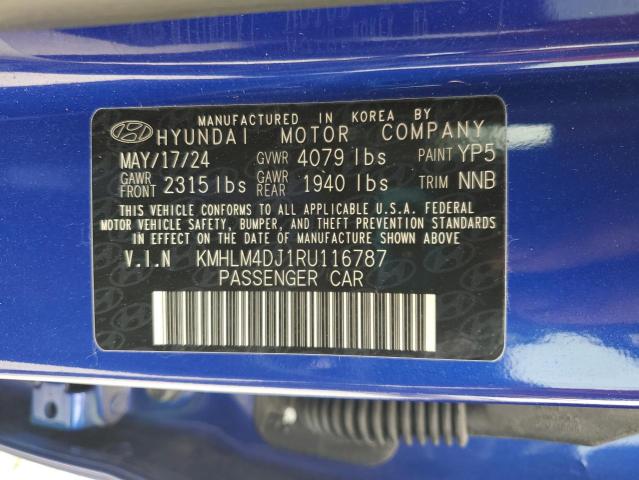 MANUFACTURED IN KOREA BY
HYUNDAI MOTOR COMPANY
MAY/17/24 GVWR 4079 lbs PAINT YP5
GAWR FRONT 2315 lbs GAWR REAR 1940 lbs TRIM NNB
THIS VEHICLE CONFORMS TO ALL APPLICABLE U.S.A. FEDERAL
MOTOR VEHICLE SAFETY, BUMPER, AND THEFT PREVENTION STANDARDS
IN EFFECT ON THE DATE OF MANUFACTURE SHOWN ABOVE.
V.I.N KMHLM4DJ1RU116787
PASSENGER CAR